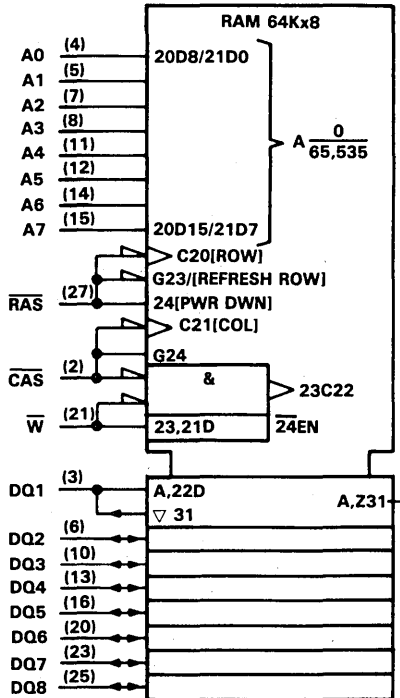 RAM 64Kx8
A0 (4) 20D8/21D0
A1 (5)
A2 (7)
A3 (8)
A4 (11)
A5 (12)
A6 (14)
A7 (15) 20D15/21D7
A 0
65,535
C20[ROW]
G23/[REFRESH ROW]
RAS (27) 24[PWR DWN]
C21[COL]
G24
CAS (2)
&
23C22
W (21) 23,21D 24EN
DQ1 (3) A,22D A,Z31
▽ 31
DQ2 (6)
DQ3 (10)
DQ4 (13)
DQ5 (16)
DQ6 (20)
DQ7 (23)
DQ8 (25)